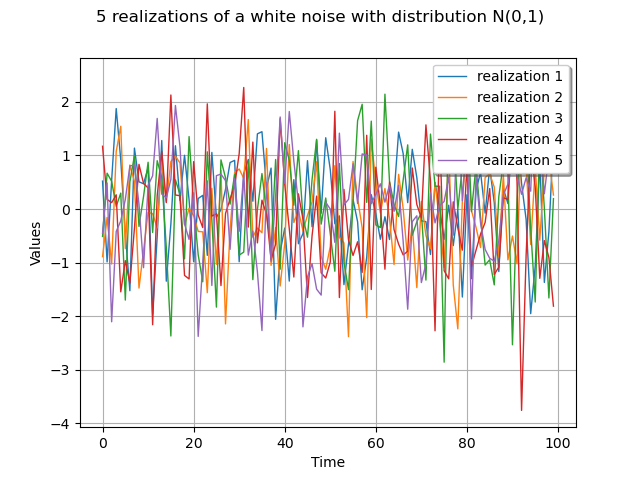 5 realizations of a white noise with distribution N(0,1)
realization 1
realization 2
realization 3
realization 4
realization 5
Values
2
1
0
−1
−2
−3
−4
0 20 40 60 80 100
Time